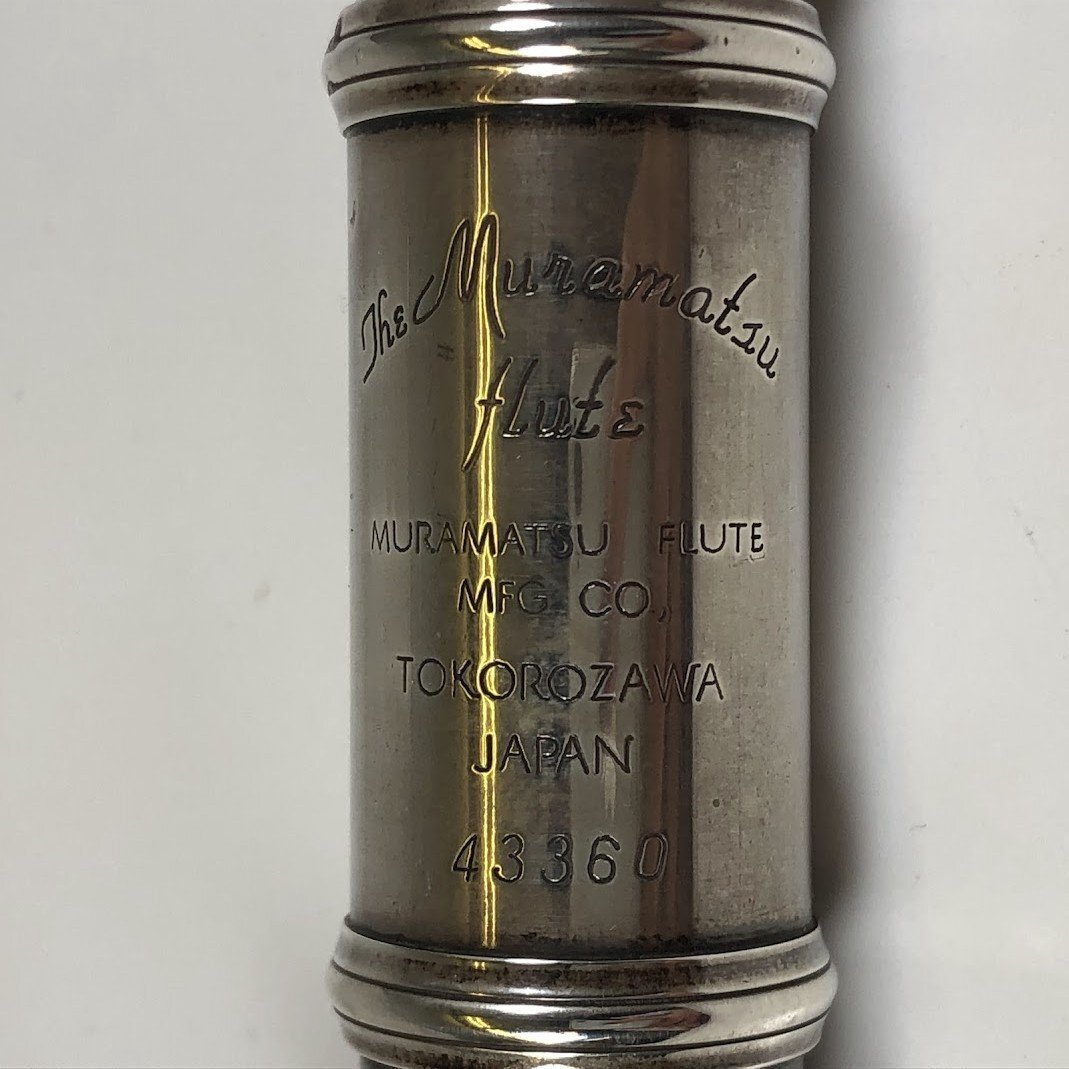 The Muramatsu
flute
MURAMATSU FLUTE
MFG CO.,
TOKOROZAWA
JAPAN
43360